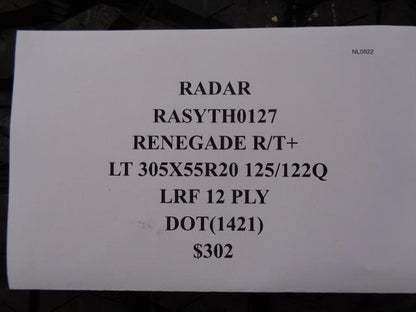 NL0922
RADAR
RASYTH0127
RENEGADE R/T+
LT 305X55R20 125/122Q
LRF 12 PLY
DOT(1421)
$302